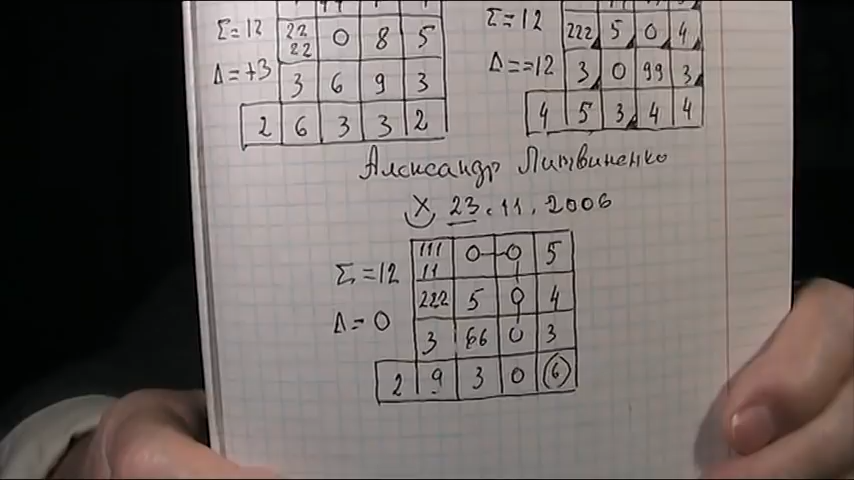 Σ=12 22 22 0 8 5
Δ=+3 3 6 9 3
2 6 3 3 2
Σ=12 222 5 0 4
Δ==12 3 0 99 3
4 5 3 4 4
Александр Литвиненко
X 23.11.2006
Σ=12 111 11 0 0 5
222 5 0 4
Δ=0 3 66 0 3
2 9 3 0 6